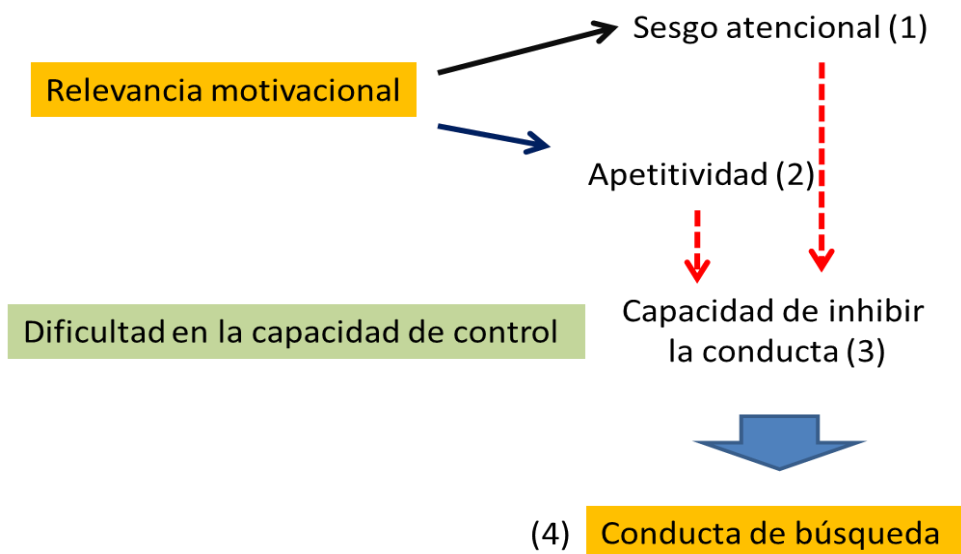 Sesgo atencional (1)
Relevancia motivacional
Apetitividad (2)
Capacidad de inhibir
la conducta (3)
Dificultad en la capacidad de control
(4) Conducta de búsqueda